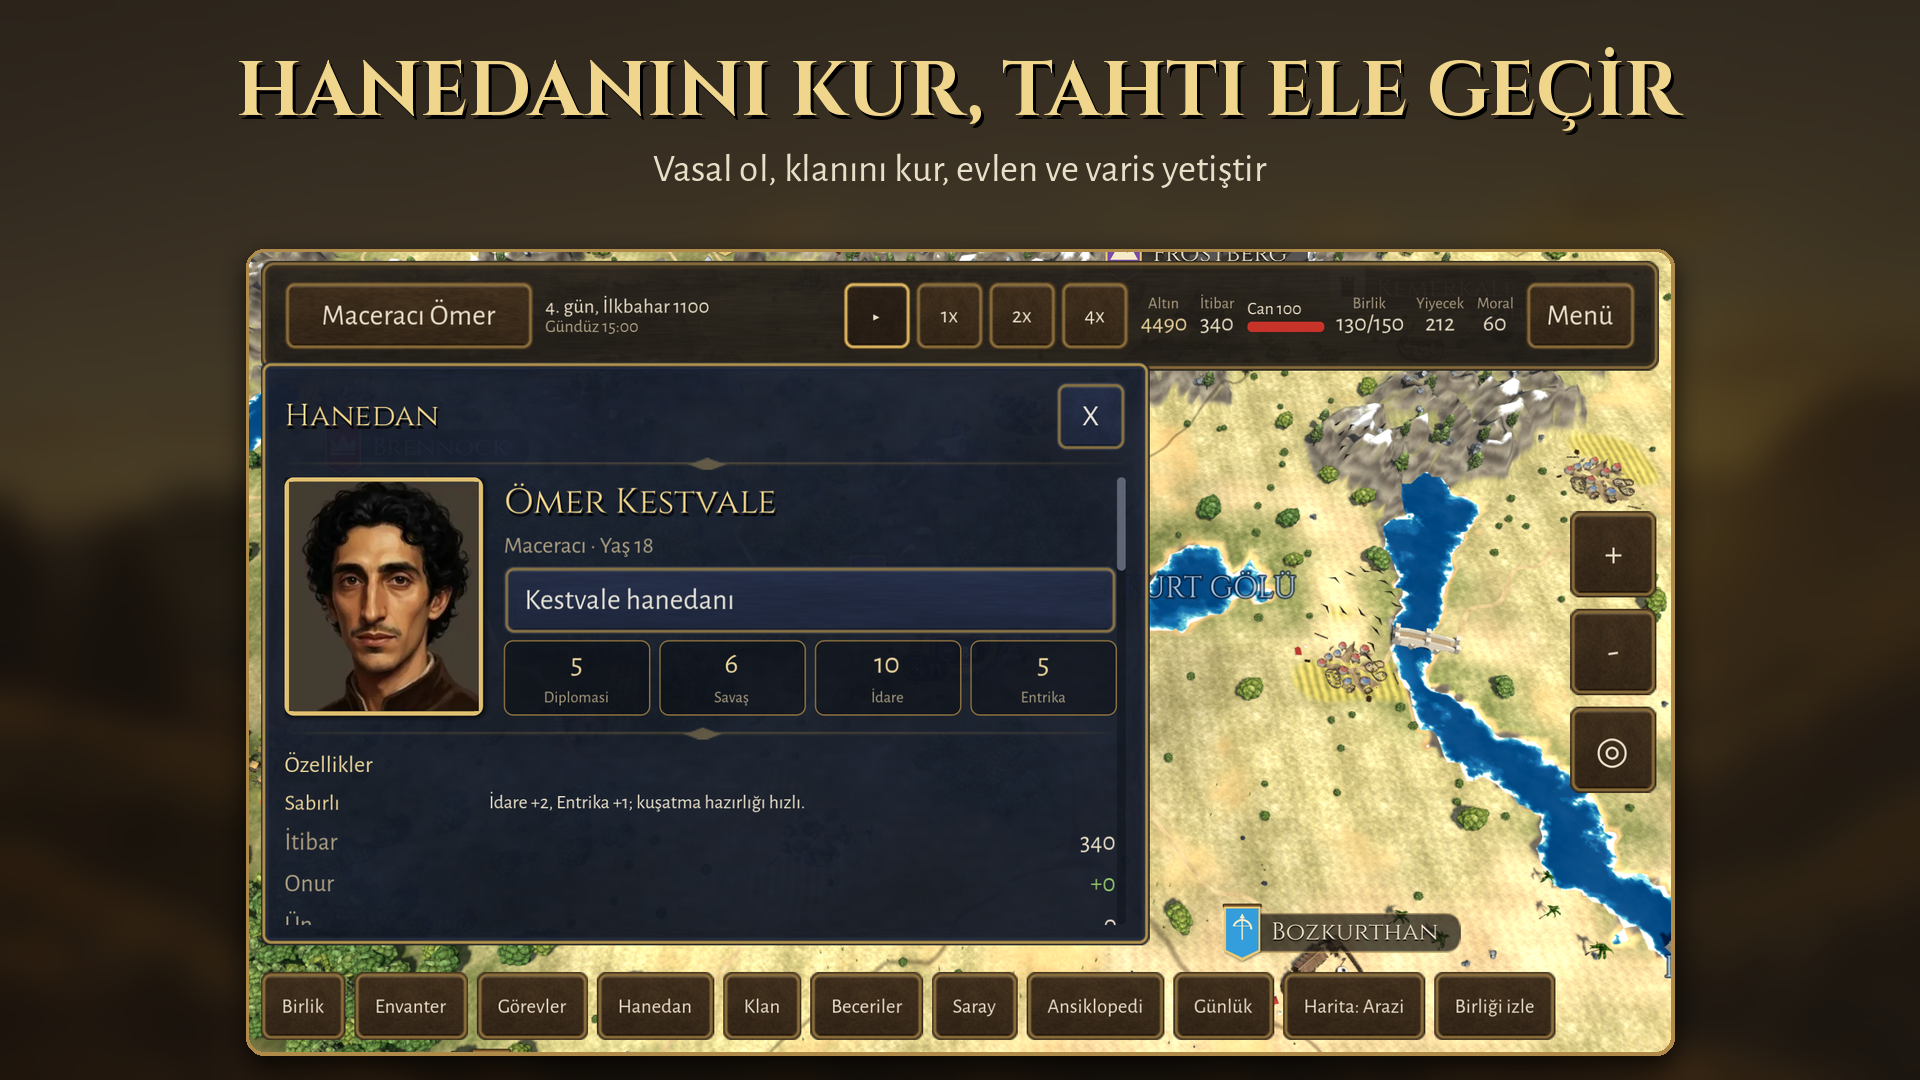 HANEDANINI KUR, TAHTI ELE GEÇİR
Vasal ol, klanını kur, evlen ve varis yetiştir
FROSTBERG
Maceracı Ömer
4. gün, İlkbahar 1100
Gündüz 15:00
1x
2x
4x
Altın
4490
İtibar
340
Can 100
Birlik
130/150
Yiyecek
212
Moral
60
Menü
HANEDAN
X
BRENNOCK
ÖMER KESTVALE
Maceracı · Yaş 18
Kestvale hanedanı
5
Diplomasi
6
Savaş
10
İdare
5
Entrika
Özellikler
Sabırlı
İdare +2, Entrika +1; kuşatma hazırlığı hızlı.
İtibar
340
Onur
+0
GÖLÜ
+
-
BOZKURTHAN
Birlik
Envanter
Görevler
Hanedan
Klan
Beceriler
Saray
Ansiklopedi
Günlük
Harita: Arazi
Birliği izle